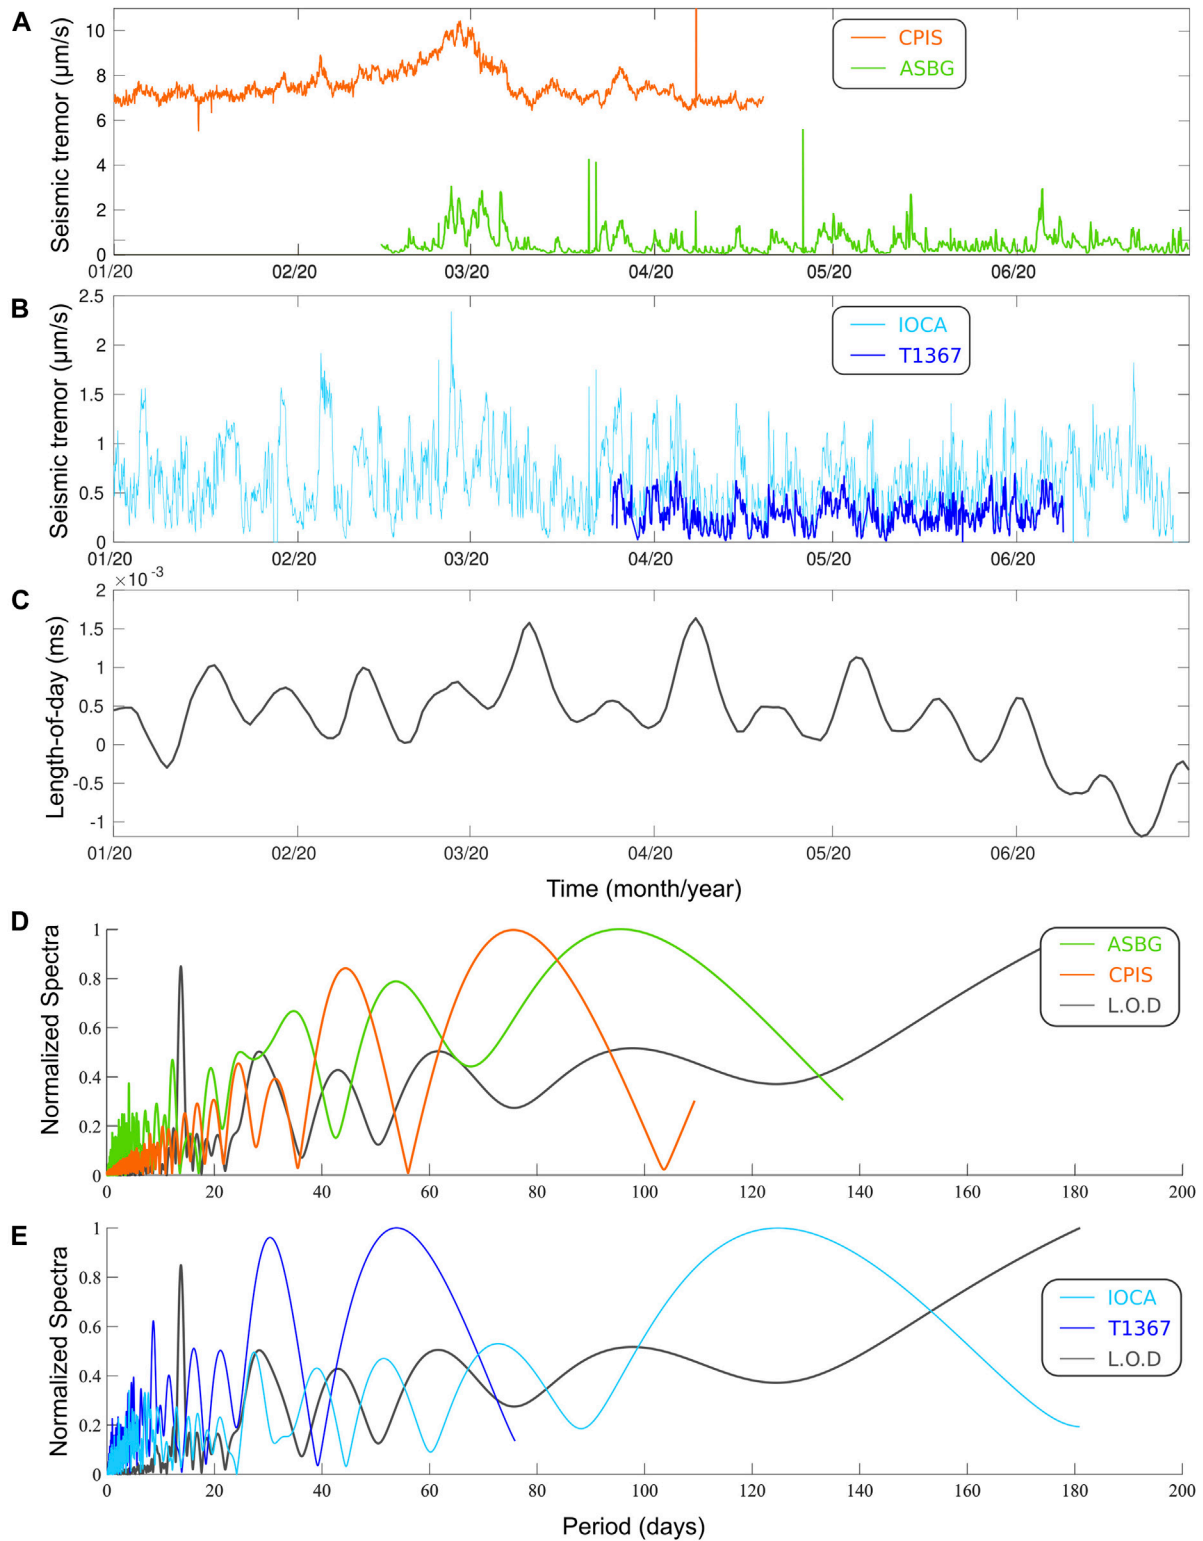 A
Seismic tremor (μm/s)
10
8
6
4
2
0
CPIS
ASBG
01/20 02/20 03/20 04/20 05/20 06/20
B
Seismic tremor (μm/s)
2.5
2
1.5
1
0.5
0
IOCA
T1367
01/20 02/20 03/20 04/20 05/20 06/20
C
×10⁻³
Length-of-day (ms)
2
1.5
1
0.5
0
-0.5
-1
01/20 02/20 03/20 04/20 05/20 06/20
Time (month/year)
D
Normalized Spectra
1
0.8
0.6
0.4
0.2
0
ASBG
CPIS
L.O.D
0 20 40 60 80 100 120 140 160 180 200
E
Normalized Spectra
1
0.8
0.6
0.4
0.2
0
IOCA
T1367
L.O.D
0 20 40 60 80 100 120 140 160 180 200
Period (days)